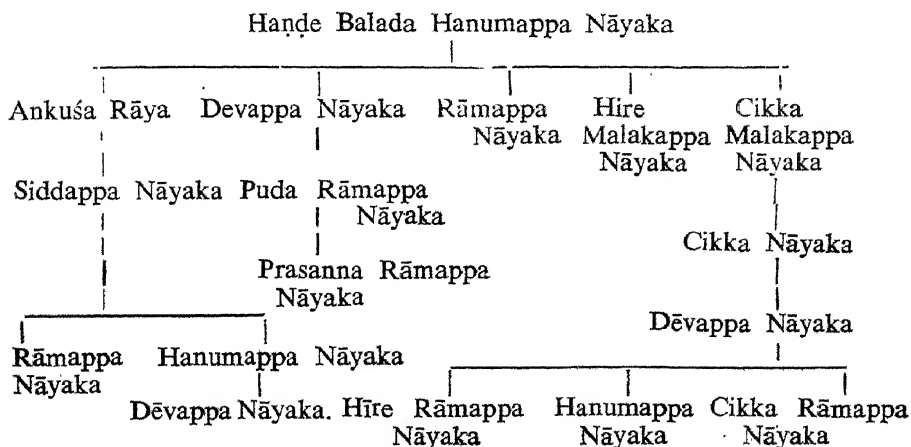 Haṇḍe Balada Hanumappa Nāyaka
Ankuśa Rāya Devappa Nāyaka Rāmappa Hire Cikka
Nāyaka Malakappa Malakappa
Nāyaka Nāyaka
Siddappa Nāyaka Puda Rāmappa
Nāyaka
Cikka Nāyaka
Prasanna Rāmappa
Nāyaka
Dēvappa Nāyaka
Rāmappa Hanumappa Nāyaka
Nāyaka
Dēvappa Nāyaka. Hīre Rāmappa Hanumappa Cikka Rāmappa
Nāyaka Nāyaka Nāyaka